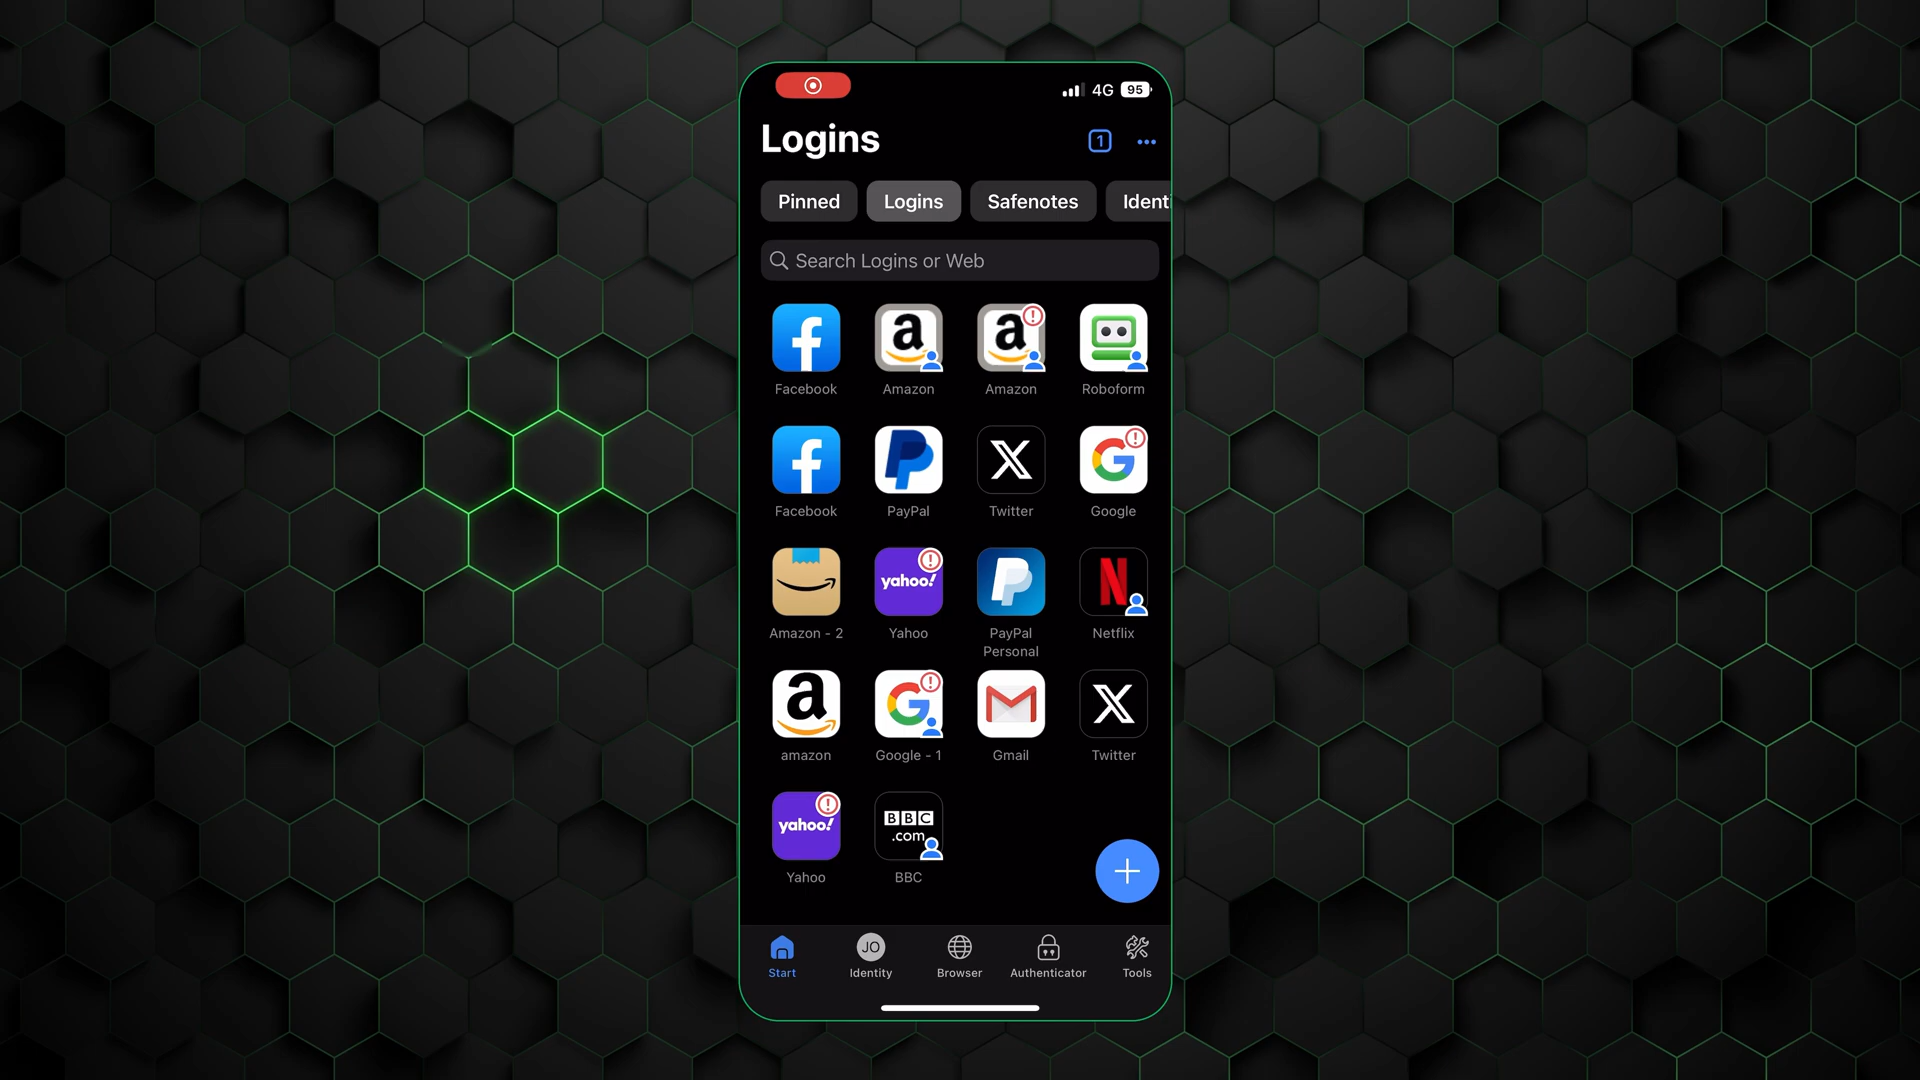 4G 95
Logins
1
Pinned Logins Safenotes Identi
Search Logins or Web
a a
Facebook Amazon Amazon Roboform
Facebook PayPal Twitter Google
yahoo!
Amazon - 2 Yahoo PayPal Personal Netflix
a
amazon Google - 1 Gmail Twitter
yahoo! BBC .com
Yahoo BBC
JO
Start Identity Browser Authenticator Tools